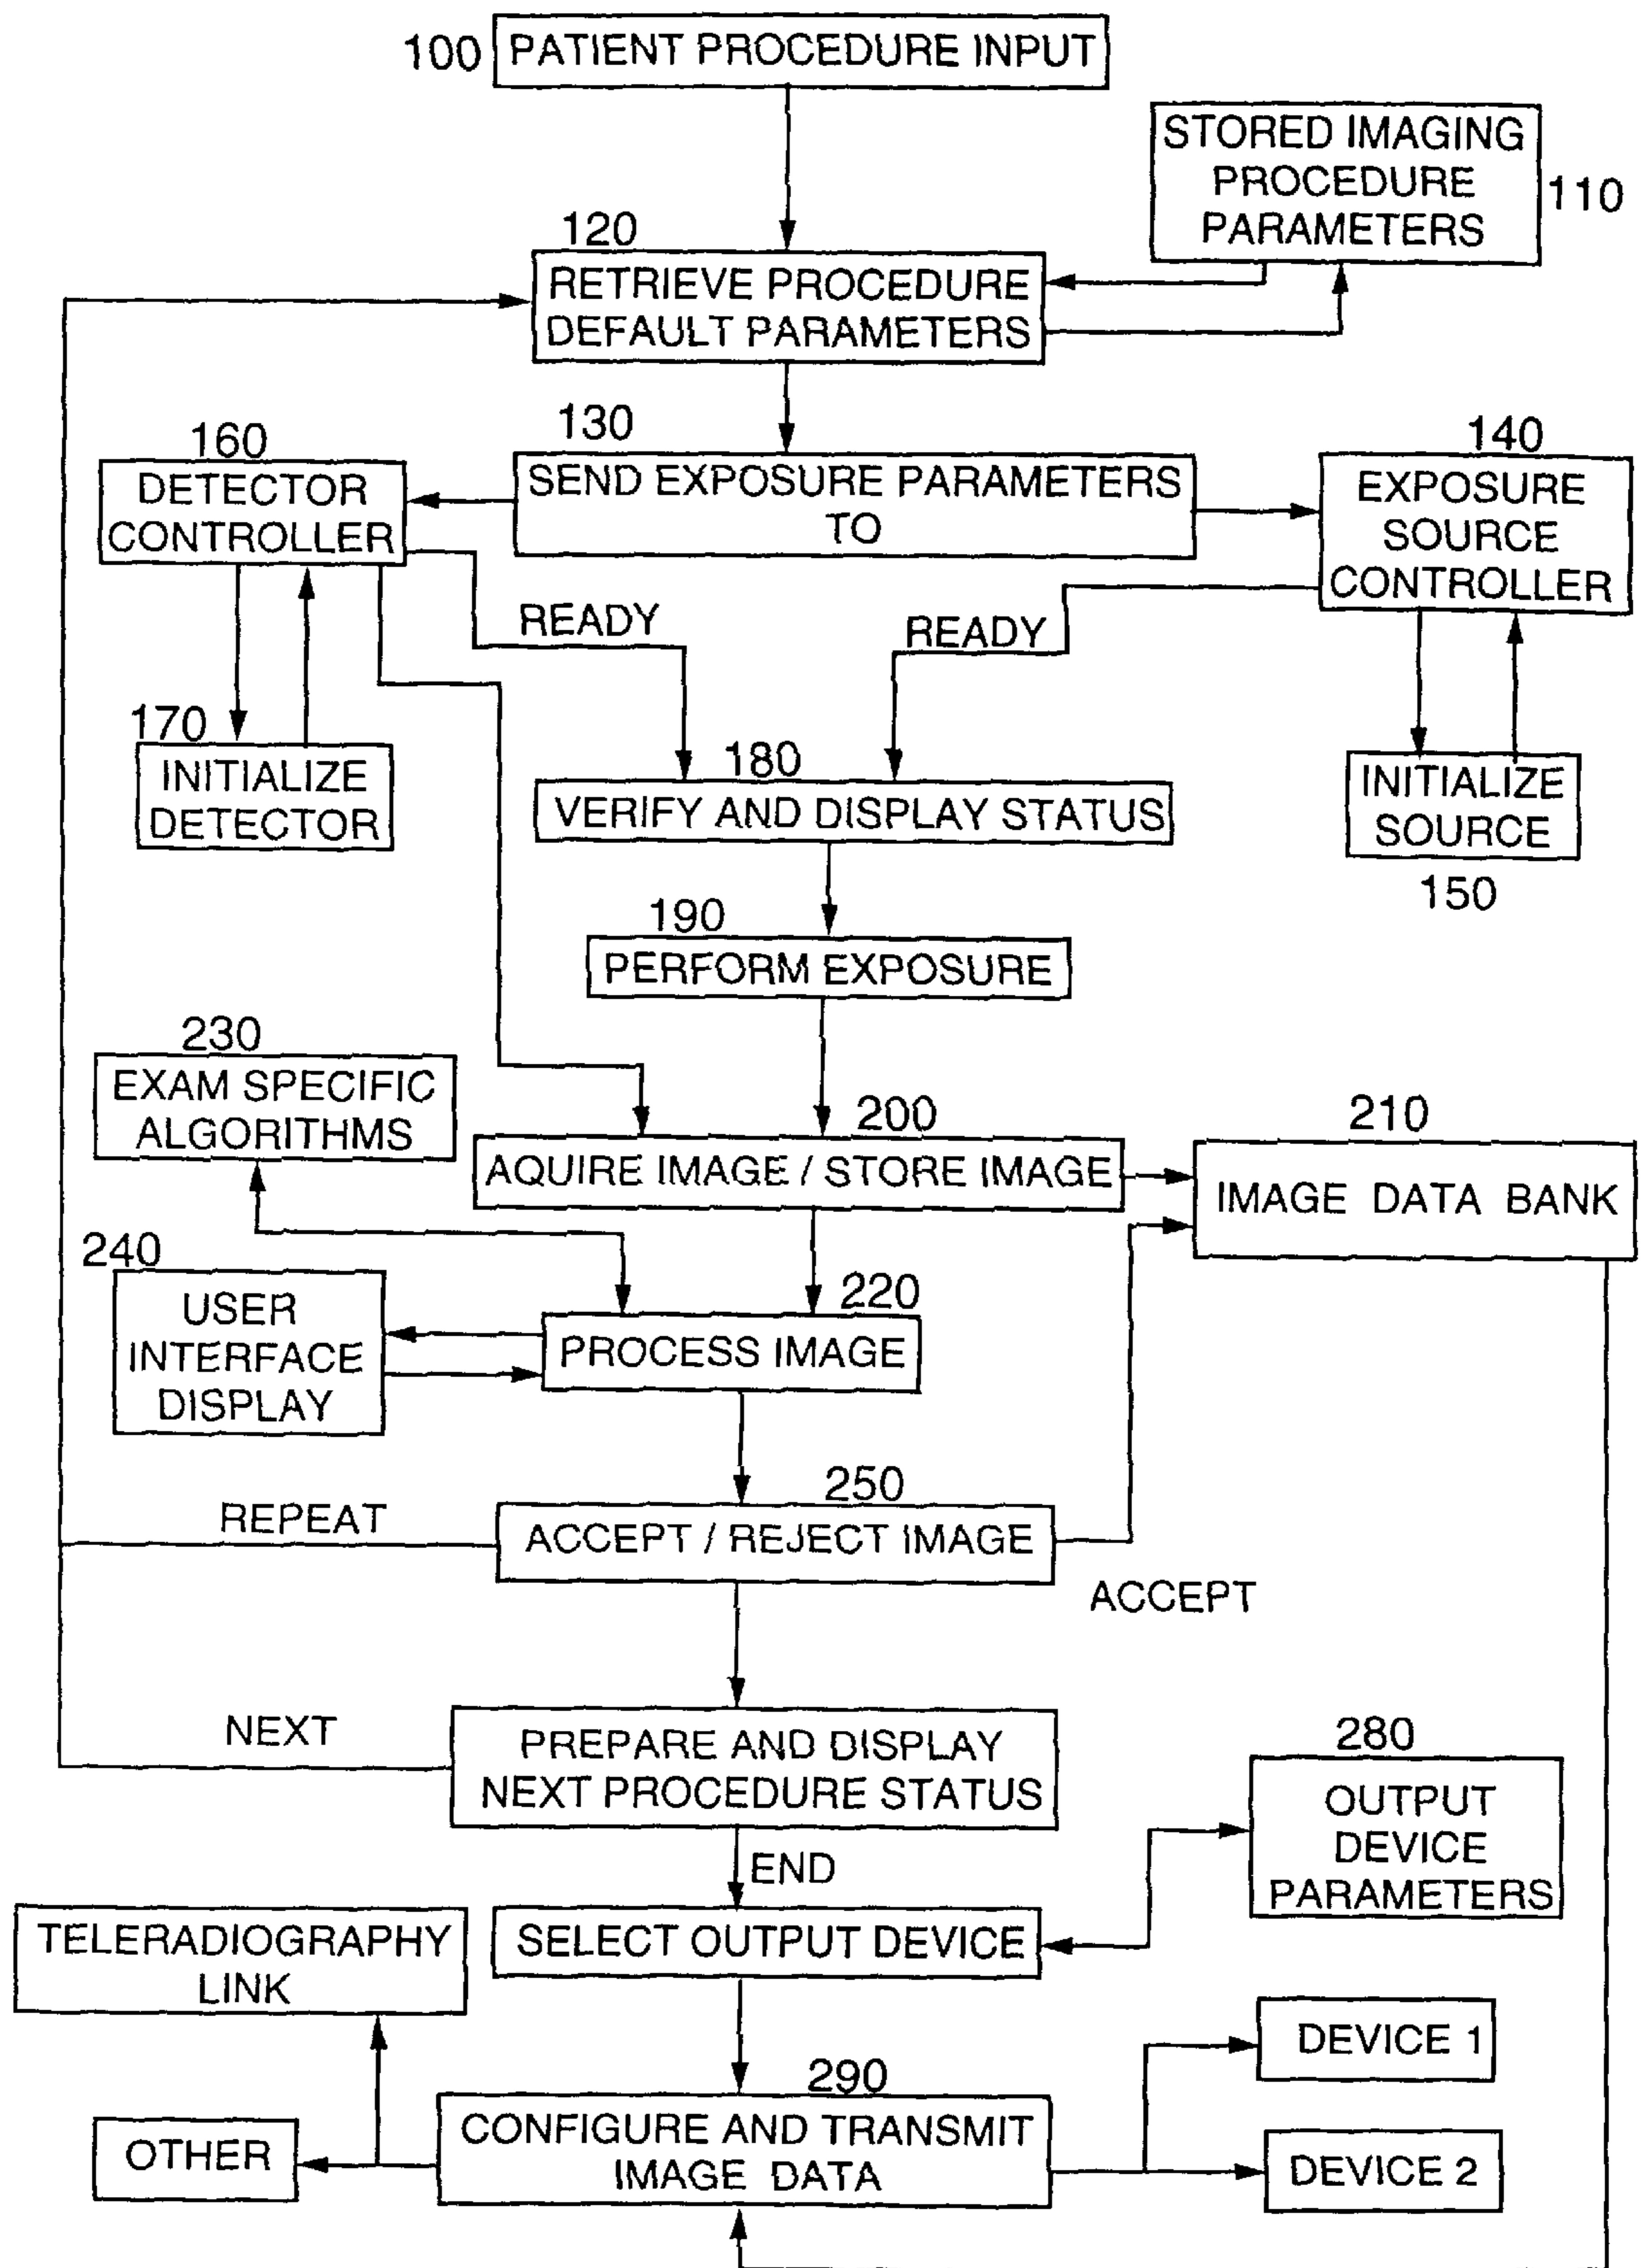 100 PATIENT PROCEDURE INPUT
STORED IMAGING
PROCEDURE
PARAMETERS
110
120
RETRIEVE PROCEDURE
DEFAULT PARAMETERS
130
SEND EXPOSURE PARAMETERS
TO
160
DETECTOR
CONTROLLER
140
EXPOSURE
SOURCE
CONTROLLER
READY
READY
170
INITIALIZE
DETECTOR
180
VERIFY AND DISPLAY STATUS
INITIALIZE
SOURCE
150
190
PERFORM EXPOSURE
230
EXAM SPECIFIC
ALGORITHMS
200
AQUIRE IMAGE / STORE IMAGE
210
IMAGE DATA BANK
240
USER
INTERFACE
DISPLAY
220
PROCESS IMAGE
250
REPEAT
ACCEPT / REJECT IMAGE
ACCEPT
NEXT
PREPARE AND DISPLAY
NEXT PROCEDURE STATUS
280
OUTPUT
DEVICE
PARAMETERS
END
TELERADIOGRAPHY
LINK
SELECT OUTPUT DEVICE
DEVICE 1
290
CONFIGURE AND TRANSMIT
IMAGE DATA
OTHER
DEVICE 2